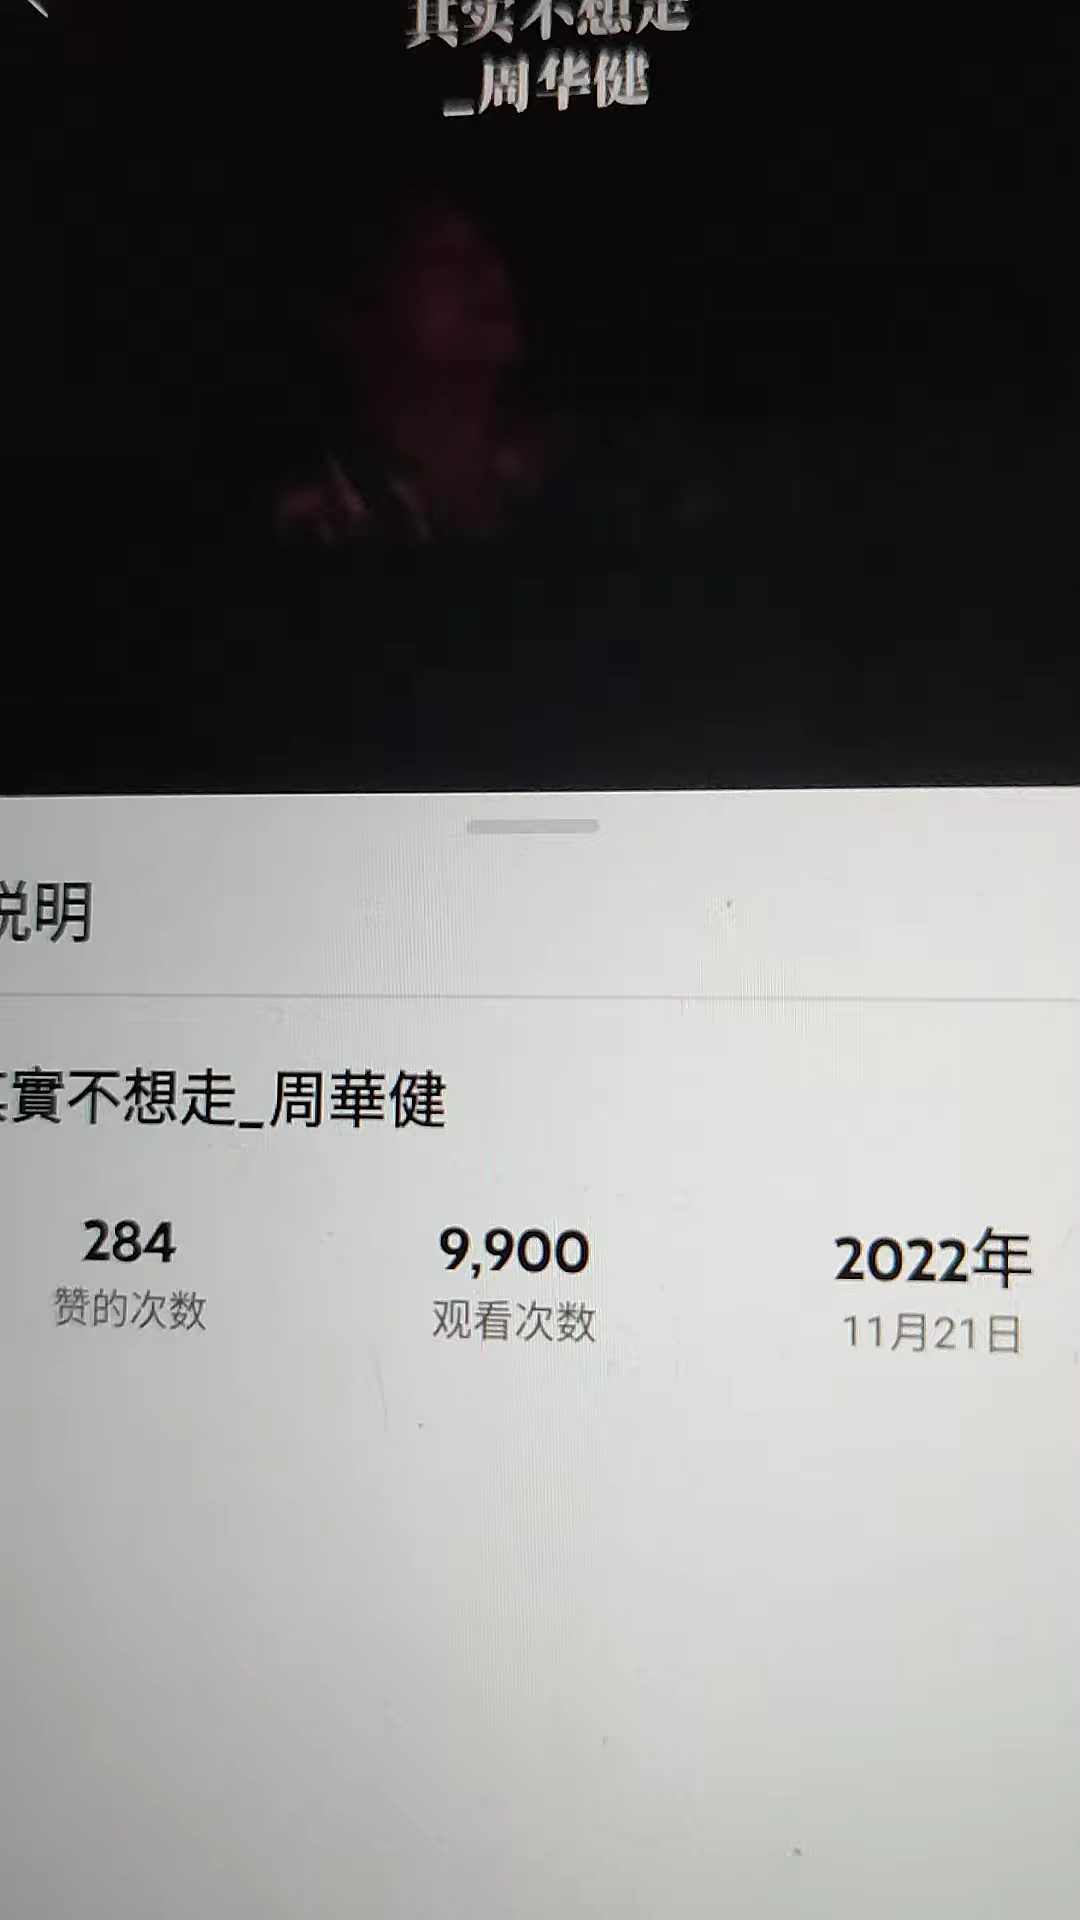 其实不想走
_周华健
说明
其實不想走_周華健
284
赞的次数
9,900
观看次数
2022年
11月21日